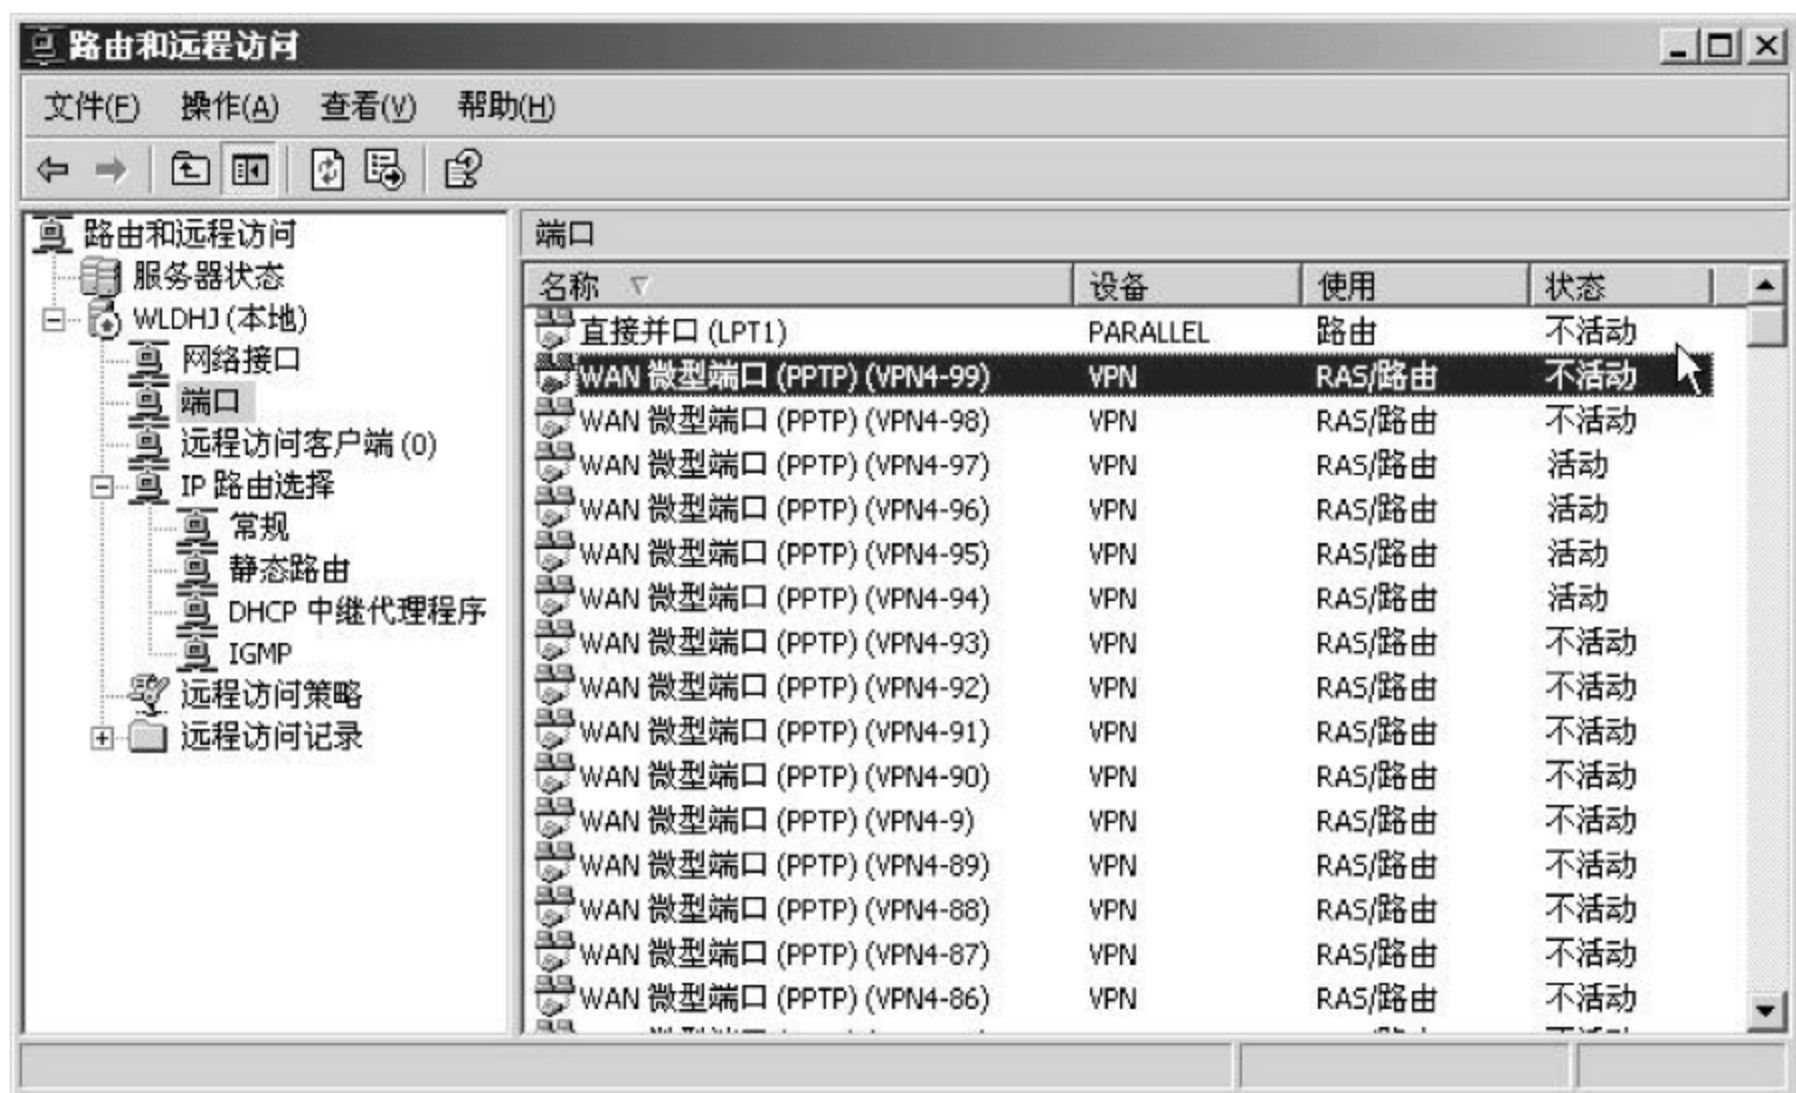 路由和远程访问
文件(F) 操作(A) 查看(V) 帮助(H)
路由和远程访问
服务器状态
WLDHJ (本地)
网络接口
端口
远程访问客户端 (0)
IP 路由选择
常规
静态路由
DHCP 中继代理程序
IGMP
远程访问策略
远程访问记录
端口
名称 设备 使用 状态
直接并口 (LPT1) PARALLEL 路由 不活动
WAN 微型端口 (PPTP) (VPN4-99) VPN RAS/路由 不活动
WAN 微型端口 (PPTP) (VPN4-98) VPN RAS/路由 不活动
WAN 微型端口 (PPTP) (VPN4-97) VPN RAS/路由 活动
WAN 微型端口 (PPTP) (VPN4-96) VPN RAS/路由 活动
WAN 微型端口 (PPTP) (VPN4-95) VPN RAS/路由 活动
WAN 微型端口 (PPTP) (VPN4-94) VPN RAS/路由 活动
WAN 微型端口 (PPTP) (VPN4-93) VPN RAS/路由 不活动
WAN 微型端口 (PPTP) (VPN4-92) VPN RAS/路由 不活动
WAN 微型端口 (PPTP) (VPN4-91) VPN RAS/路由 不活动
WAN 微型端口 (PPTP) (VPN4-90) VPN RAS/路由 不活动
WAN 微型端口 (PPTP) (VPN4-9) VPN RAS/路由 不活动
WAN 微型端口 (PPTP) (VPN4-89) VPN RAS/路由 不活动
WAN 微型端口 (PPTP) (VPN4-88) VPN RAS/路由 不活动
WAN 微型端口 (PPTP) (VPN4-87) VPN RAS/路由 不活动
WAN 微型端口 (PPTP) (VPN4-86) VPN RAS/路由 不活动